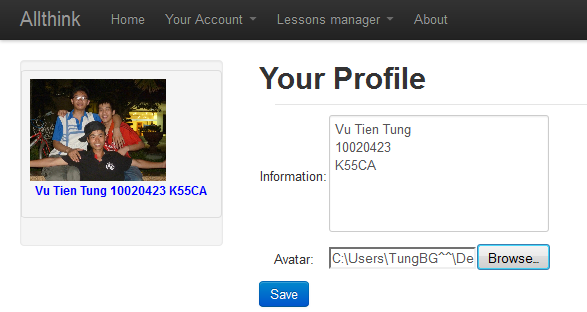 Allthink Home Your Account Lessons manager About
Your Profile
Vu Tien Tung 10020423 K55CA
Information:
Vu Tien Tung
10020423
K55CA
Avatar: C:\Users\TungBG^^\De Browse..
Save